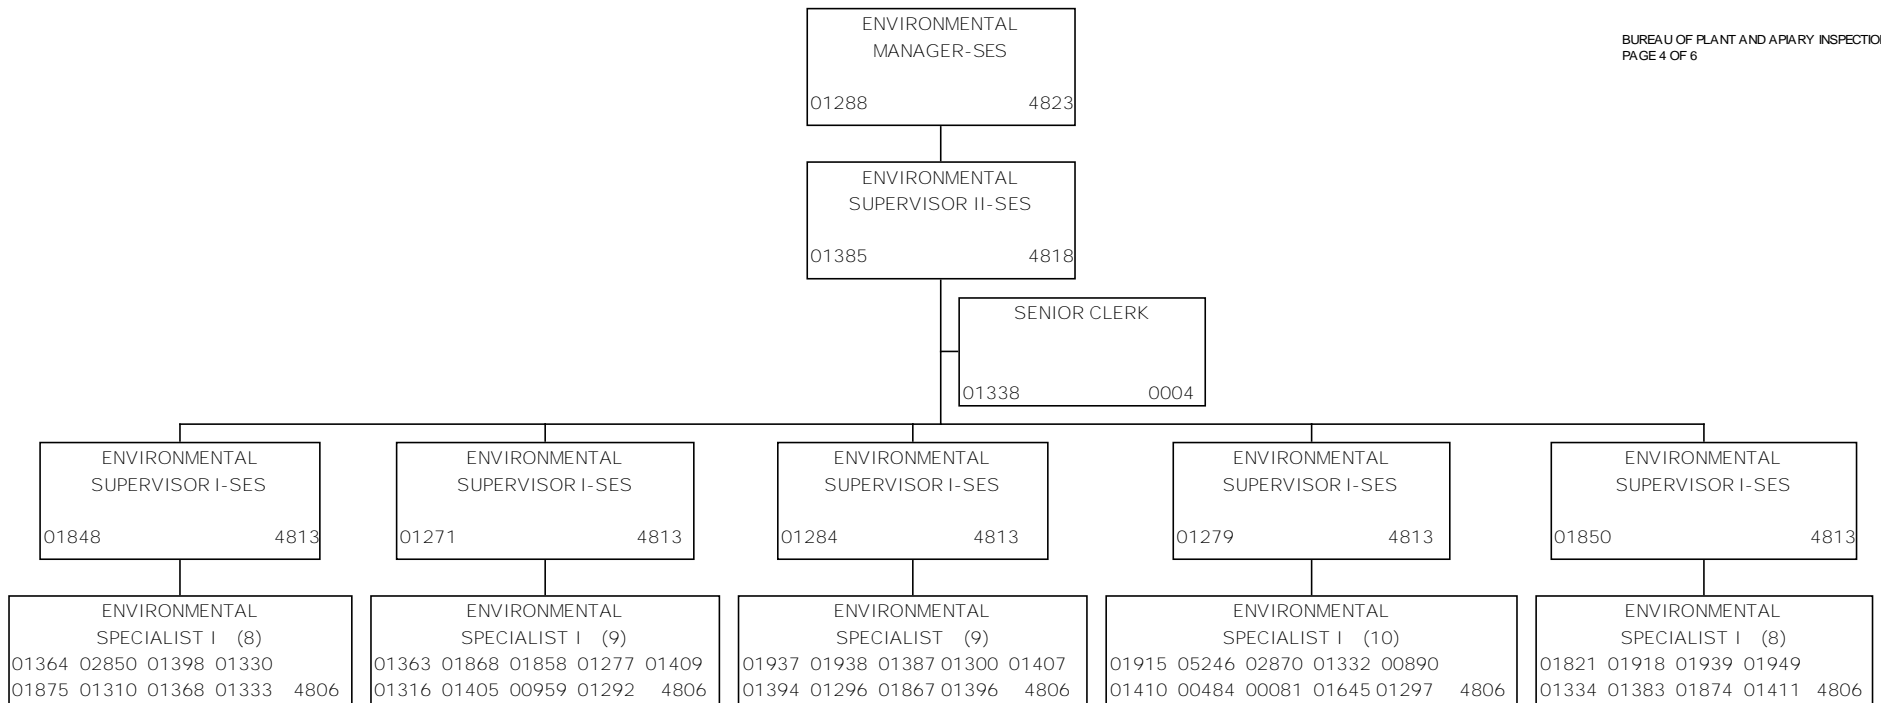 ENVIRONMENTAL
MANAGER-SES
01288 4823
BUREAU OF PLANT AND APIARY INSPECTION
PAGE 4 OF 6
ENVIRONMENTAL
SUPERVISOR II-SES
01385 4818
SENIOR CLERK
01338 0004
ENVIRONMENTAL
SUPERVISOR I-SES
01848 4813
ENVIRONMENTAL
SUPERVISOR I-SES
01271 4813
ENVIRONMENTAL
SUPERVISOR I-SES
01284 4813
ENVIRONMENTAL
SUPERVISOR I-SES
01279 4813
ENVIRONMENTAL
SUPERVISOR I-SES
01850 4813
ENVIRONMENTAL
SPECIALIST I (8)
01364 02850 01398 01330
01875 01310 01368 01333 4806
ENVIRONMENTAL
SPECIALIST I (9)
01363 01868 01858 01277 01409
01316 01405 00959 01292 4806
ENVIRONMENTAL
SPECIALIST (9)
01937 01938 01387 01300 01407
01394 01296 01867 01396 4806
ENVIRONMENTAL
SPECIALIST I (10)
01915 05246 02870 01332 00890
01410 00484 00081 01645 01297 4806
ENVIRONMENTAL
SPECIALIST I (8)
01821 01918 01939 01949
01334 01383 01874 01411 4806